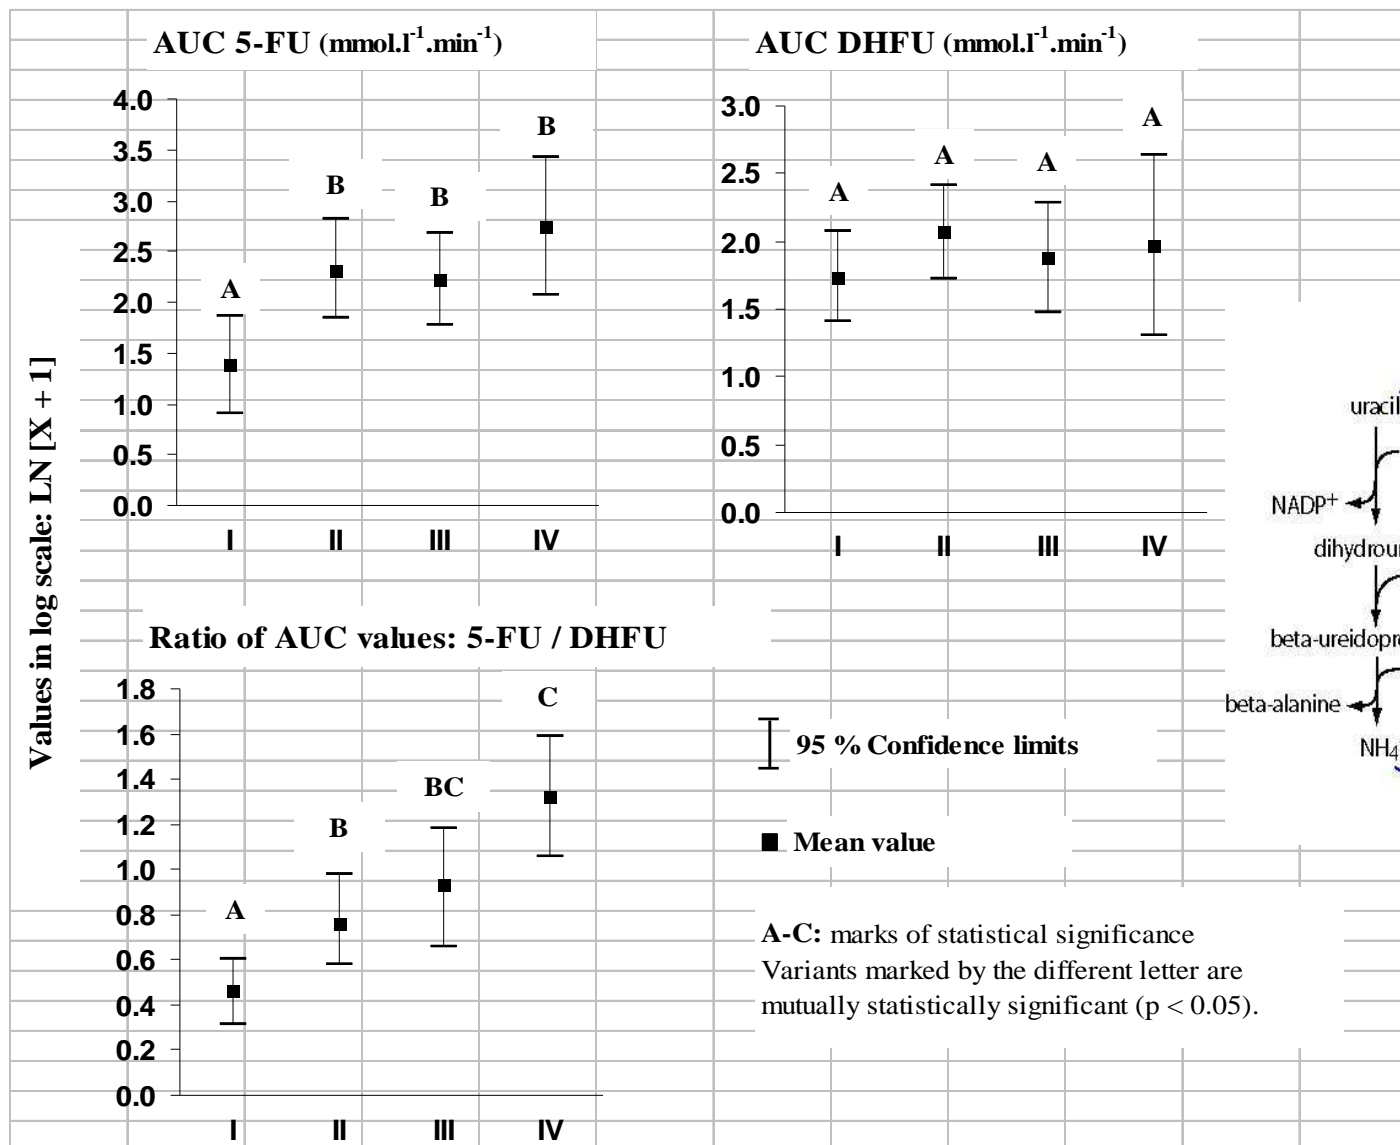 AUC 5-FU (mmol.l⁻¹.min⁻¹)
4.0
3.5
3.0
2.5
2.0
1.5
1.0
0.5
0.0
A
B
B
B
I II III IV
AUC DHFU (mmol.l⁻¹.min⁻¹)
3.0
2.5
2.0
1.5
1.0
0.5
0.0
A
A
A
A
I II III IV
Values in log scale: LN [X + 1]
Ratio of AUC values: 5-FU / DHFU
1.8
1.6
1.4
1.2
1.0
0.8
0.6
0.4
0.2
0.0
A
B
BC
C
I II III IV
95 % Confidence limits
Mean value
A-C: marks of statistical significance
Variants marked by the different letter are
mutually statistically significant (p < 0.05).
uracil
NADP⁺
beta-alanine
NH₄